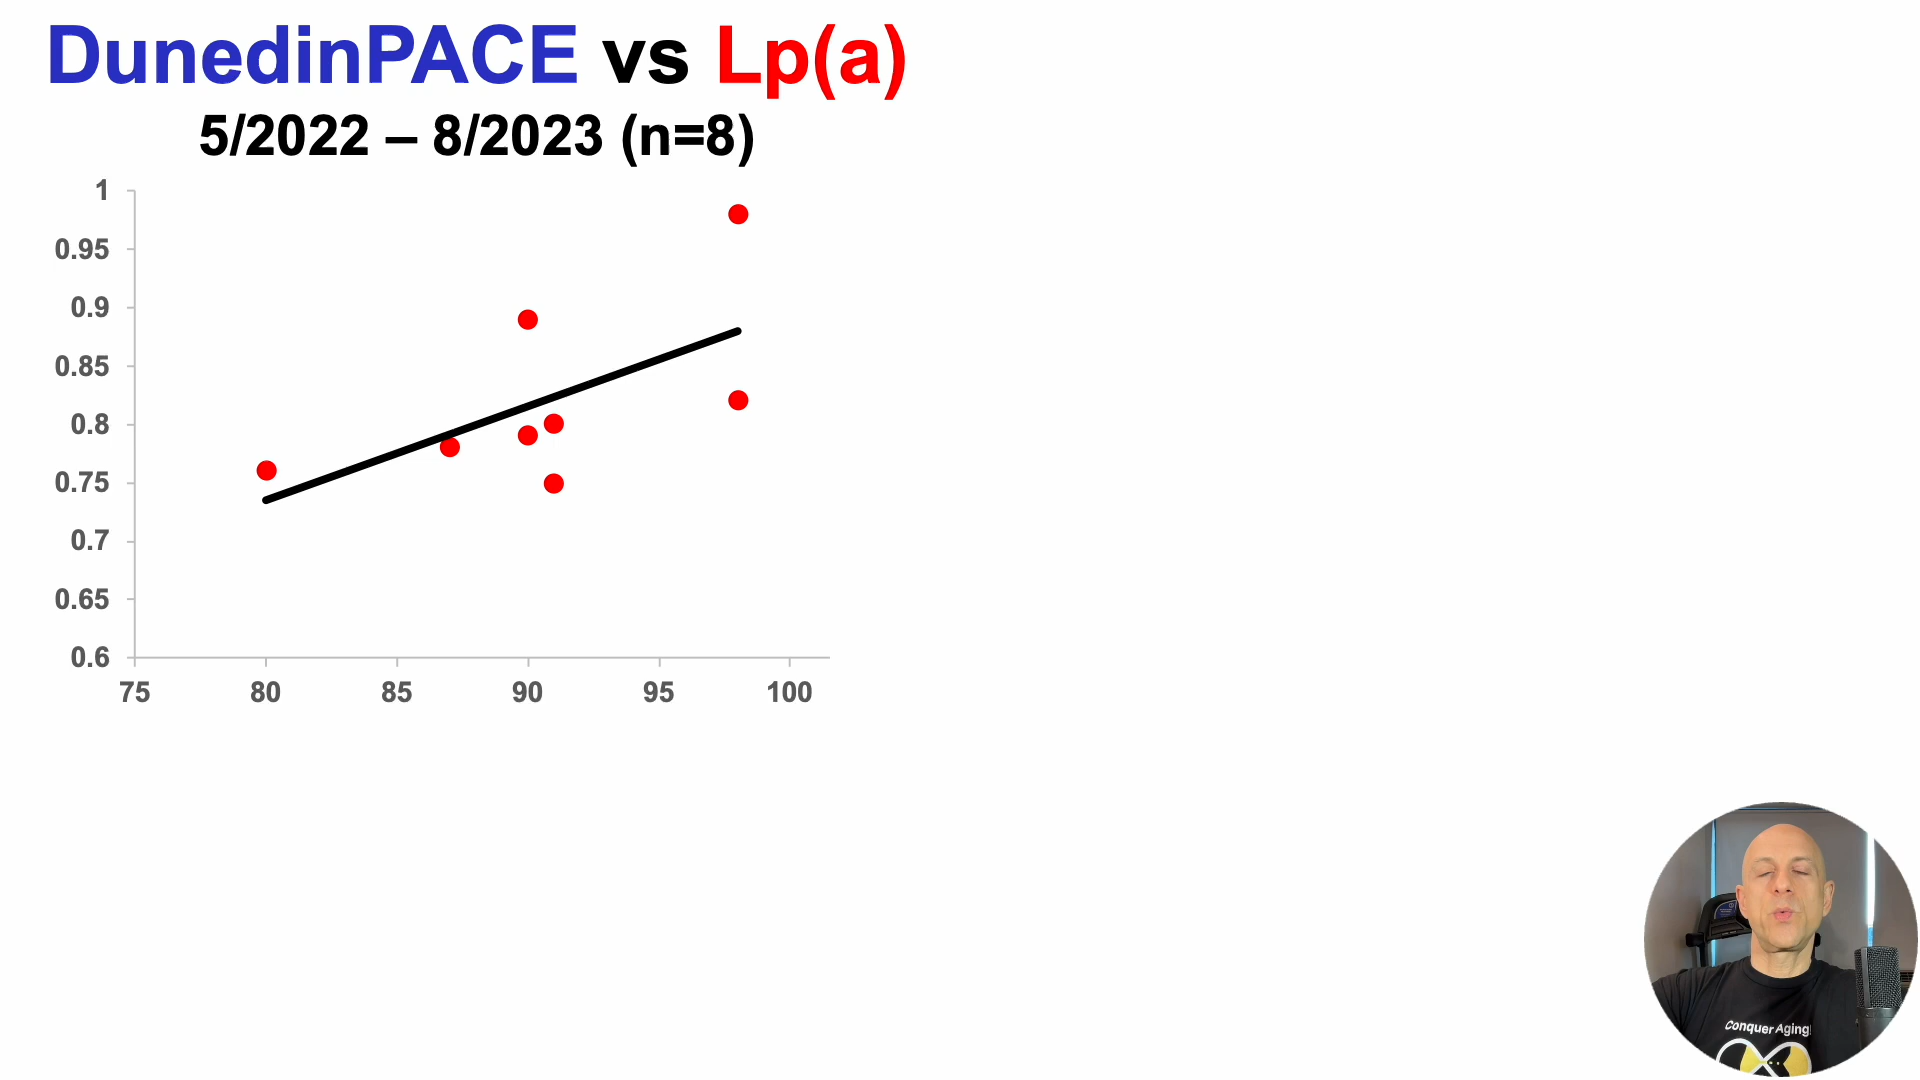 DunedinPACE vs Lp(a)
5/2022 – 8/2023 (n=8)
1
0.95
0.9
0.85
0.8
0.75
0.7
0.65
0.6
75 80 85 90 95 100
Conquer Aging